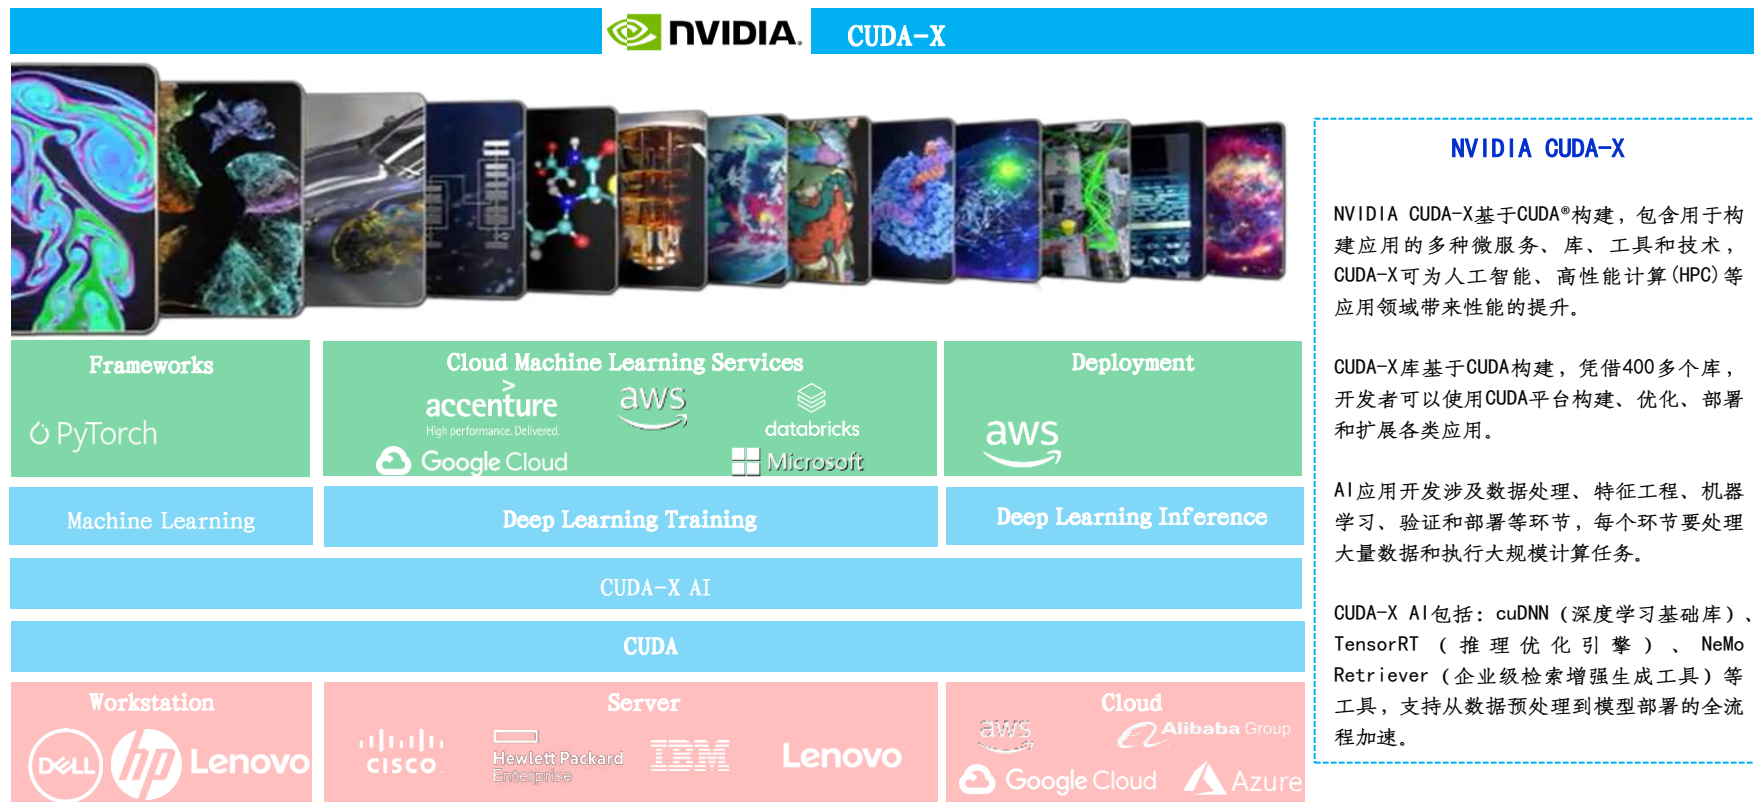 NVIDIA. CUDA-X
Frameworks
PyTorch
Cloud Machine Learning Services
accenture
High performance. Delivered.
aws
databricks
Google Cloud
Microsoft
Deployment
aws
Machine Learning
Deep Learning Training
Deep Learning Inference
CUDA-X AI
CUDA
Workstation
DELL
hp
Lenovo
Server
CISCO
Hewlett Packard
Enterprise
IBM
Lenovo
Cloud
aws
Alibaba Group
Google Cloud
Azure
NVIDIA CUDA-X
NVIDIA CUDA-X基于CUDA®构建，包含用于构
建应用的多种微服务、库、工具和技术，
CUDA-X可为人工智能、高性能计算(HPC)等
应用领域带来性能的提升。
CUDA-X库基于CUDA构建，凭借400多个库，
开发者可以使用CUDA平台构建、优化、部署
和扩展各类应用。
AI应用开发涉及数据处理、特征工程、机器
学习、验证和部署等环节，每个环节要处理
大量数据和执行大规模计算任务。
CUDA-X AI包括：cuDNN（深度学习基础库）、
TensorRT（推理优化引擎）、NeMo
Retriever（企业级检索增强生成工具）等
工具，支持从数据预处理到模型部署的全流
程加速。